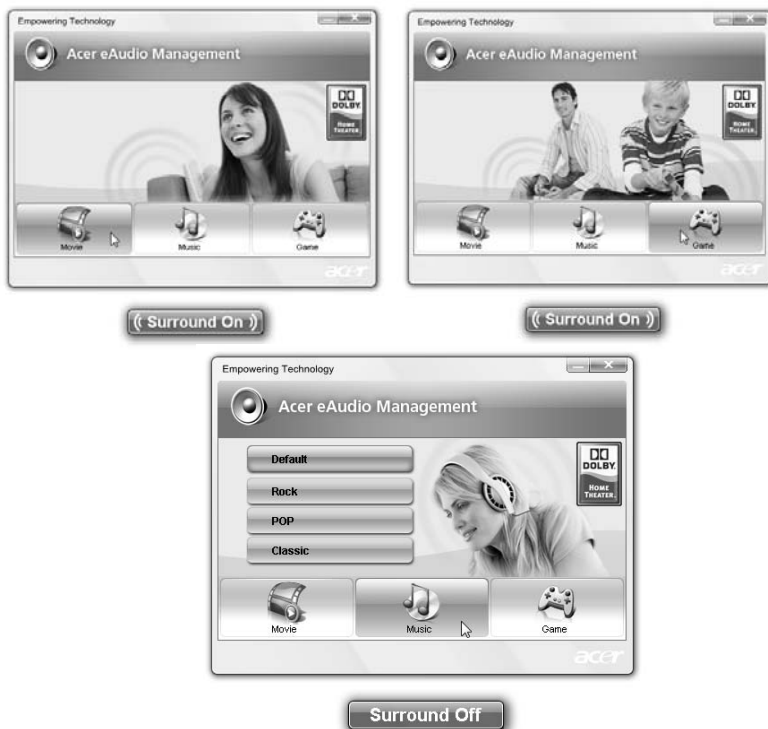 Empowering Technology
Acer eAudio Management
DOLBY
HOME THEATER
Movie
Music
Game
acer
Surround On
Empowering Technology
Acer eAudio Management
DOLBY
HOME THEATER
Movie
Music
Game
acer
Surround On
Empowering Technology
Acer eAudio Management
Default
Rock
POP
Classic
DOLBY
HOME THEATER
Movie
Music
Game
acer
Surround Off